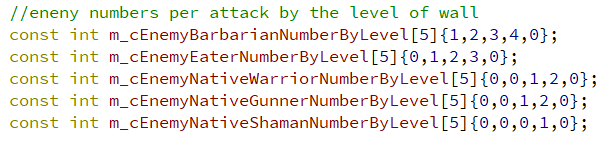 //eneny numbers per attack by the level of wall
const int m_cEnemyBarbarianNumberByLevel[5]{1,2,3,4,0};
const int m_cEnemyEaterNumberByLevel[5]{0,1,2,3,0};
const int m_cEnemyNativeWarriorNumberByLevel[5]{0,0,1,2,0};
const int m_cEnemyNativeGunnerNumberByLevel[5]{0,0,1,2,0};
const int m_cEnemyNativeShamanNumberByLevel[5]{0,0,0,1,0};